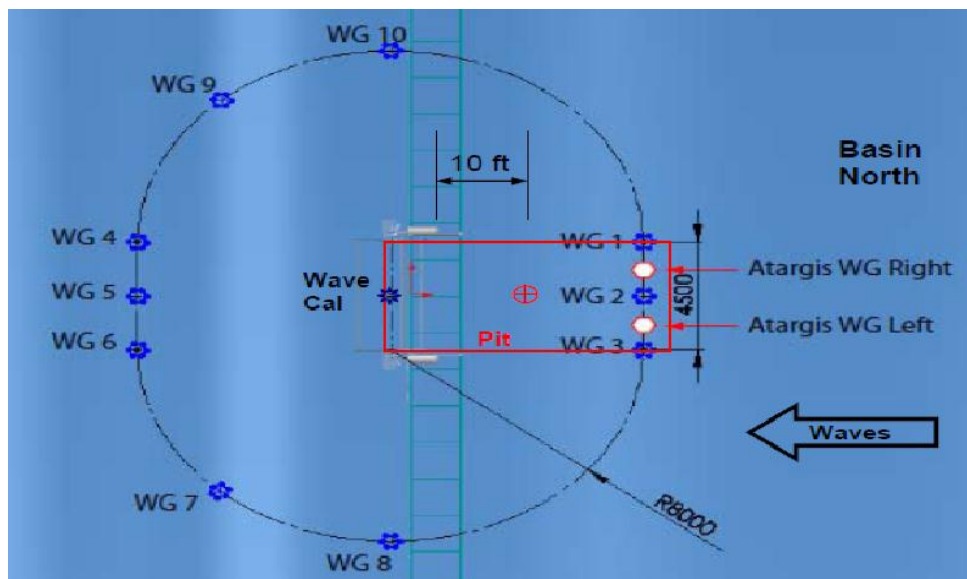 WG 10
WG 9
10 ft
Basin
North
WG 4
WG 1
Atargis WG Right
Wave
Cal
WG 5
WG 2
4500
Atargis WG Left
WG 6
Pit
WG 3
Waves
WG 7
R8000
WG 8